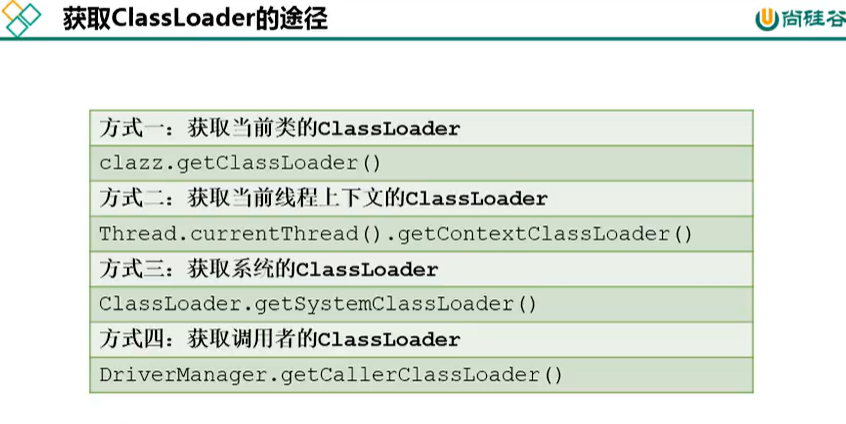 获取ClassLoader的途径
尚硅谷
方式一：获取当前类的ClassLoader
clazz.getClassLoader()
方式二：获取当前线程上下文的ClassLoader
Thread.currentThread().getContextClassLoader()
方式三：获取系统的ClassLoader
ClassLoader.getSystemClassLoader()
方式四：获取调用者的ClassLoader
DriverManager.getCallerClassLoader()